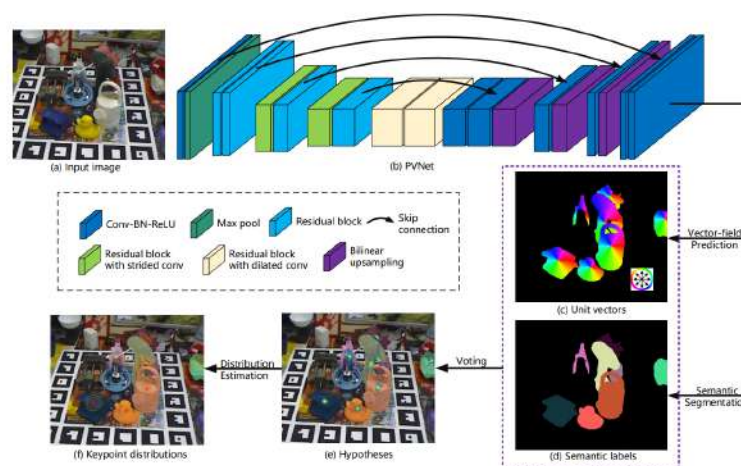 (a) Input image
(b) PVNet
Conv-BN-ReLU
Max pool
Residual block
Skip
connection
Residual block
with strided conv
Residual block
with dilated conv
Bilinear
upsampling
Vector-field
Prediction
(c) Unit vectors
Distribution
Estimation
Voting
Semantic
Segmentation
(f) Keypoint distributions
(e) Hypotheses
(d) Semantic labels